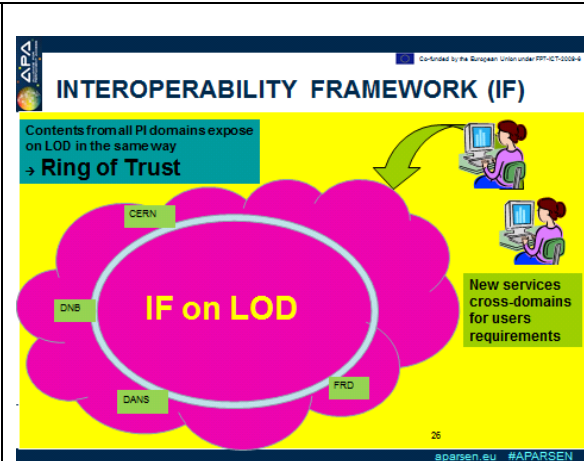 APA
Co-funded by the European Union under FP7-ICT-2009-6
INTEROPERABILITY FRAMEWORK (IF)
Contents from all PI domains expose
on LOD in the same way
→ Ring of Trust
CERN
DNB
IF on LOD
New services
cross-domains
for users
requirements
DANS
FRD
26
aparsen.eu #APARSEN